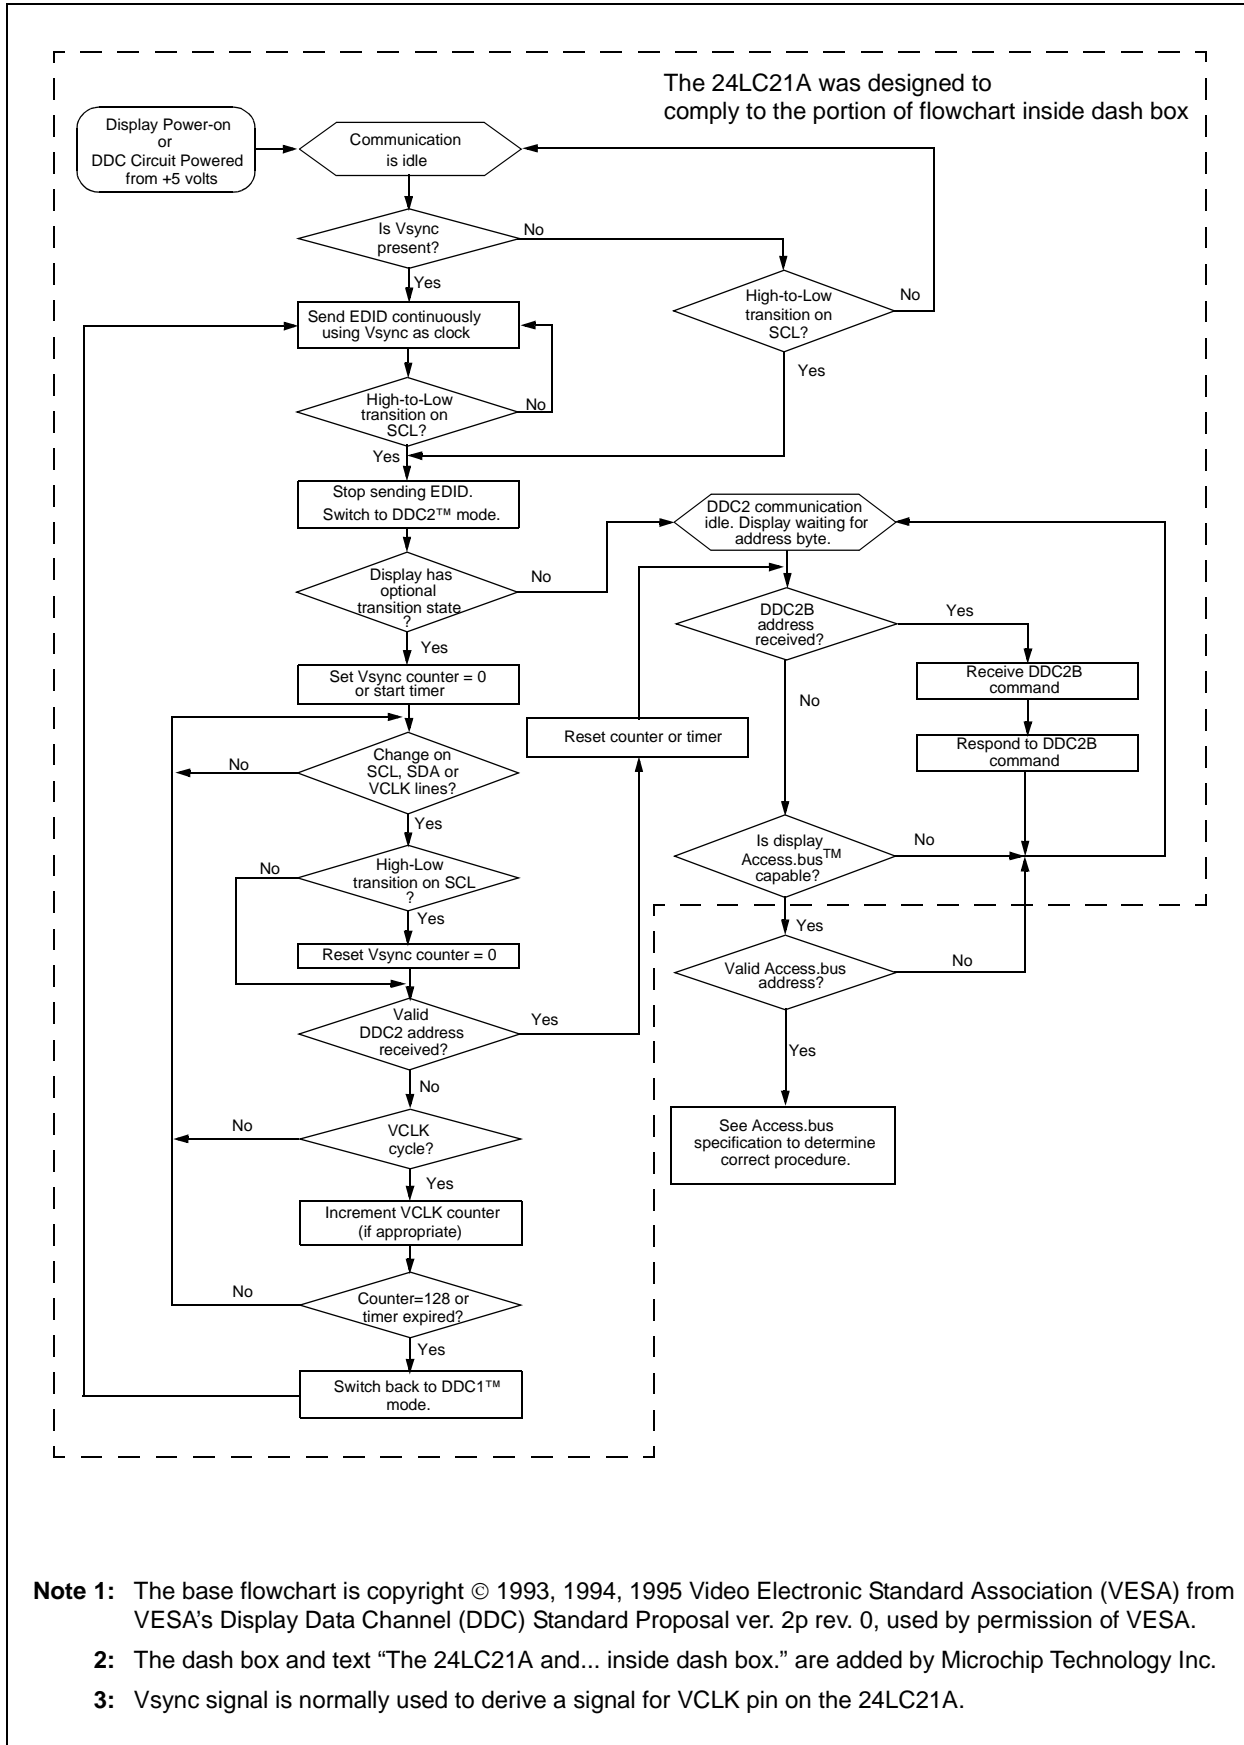 The 24LC21A was designed to
comply to the portion of flowchart inside dash box
Display Power-on
or
DDC Circuit Powered
from +5 volts
Communication
is idle
Is Vsync
present?
No
Yes
High-to-Low
transition on
SCL?
No
Yes
Send EDID continuously
using Vsync as clock
High-to-Low
transition on
SCL?
No
Yes
Stop sending EDID.
Switch to DDC2™ mode.
DDC2 communication
idle. Display waiting for
address byte.
Display has
optional
transition state
?
No
Yes
DDC2B
address
received?
Yes
No
Set Vsync counter = 0
or start timer
Receive DDC2B
command
Reset counter or timer
Respond to DDC2B
command
Change on
SCL, SDA or
VCLK lines?
No
Yes
Is display
Access.bus™
capable?
No
Yes
High-Low
transition on SCL
?
No
Yes
Reset Vsync counter = 0
Valid Access.bus
address?
No
Yes
Valid
DDC2 address
received?
Yes
No
VCLK
cycle?
No
Yes
See Access.bus
specification to determine
correct procedure.
Increment VCLK counter
(if appropriate)
Counter=128 or
timer expired?
No
Yes
Switch back to DDC1™
mode.
Note 1: The base flowchart is copyright © 1993, 1994, 1995 Video Electronic Standard Association (VESA) from
VESA's Display Data Channel (DDC) Standard Proposal ver. 2p rev. 0, used by permission of VESA.
2: The dash box and text “The 24LC21A and... inside dash box.” are added by Microchip Technology Inc.
3: Vsync signal is normally used to derive a signal for VCLK pin on the 24LC21A.